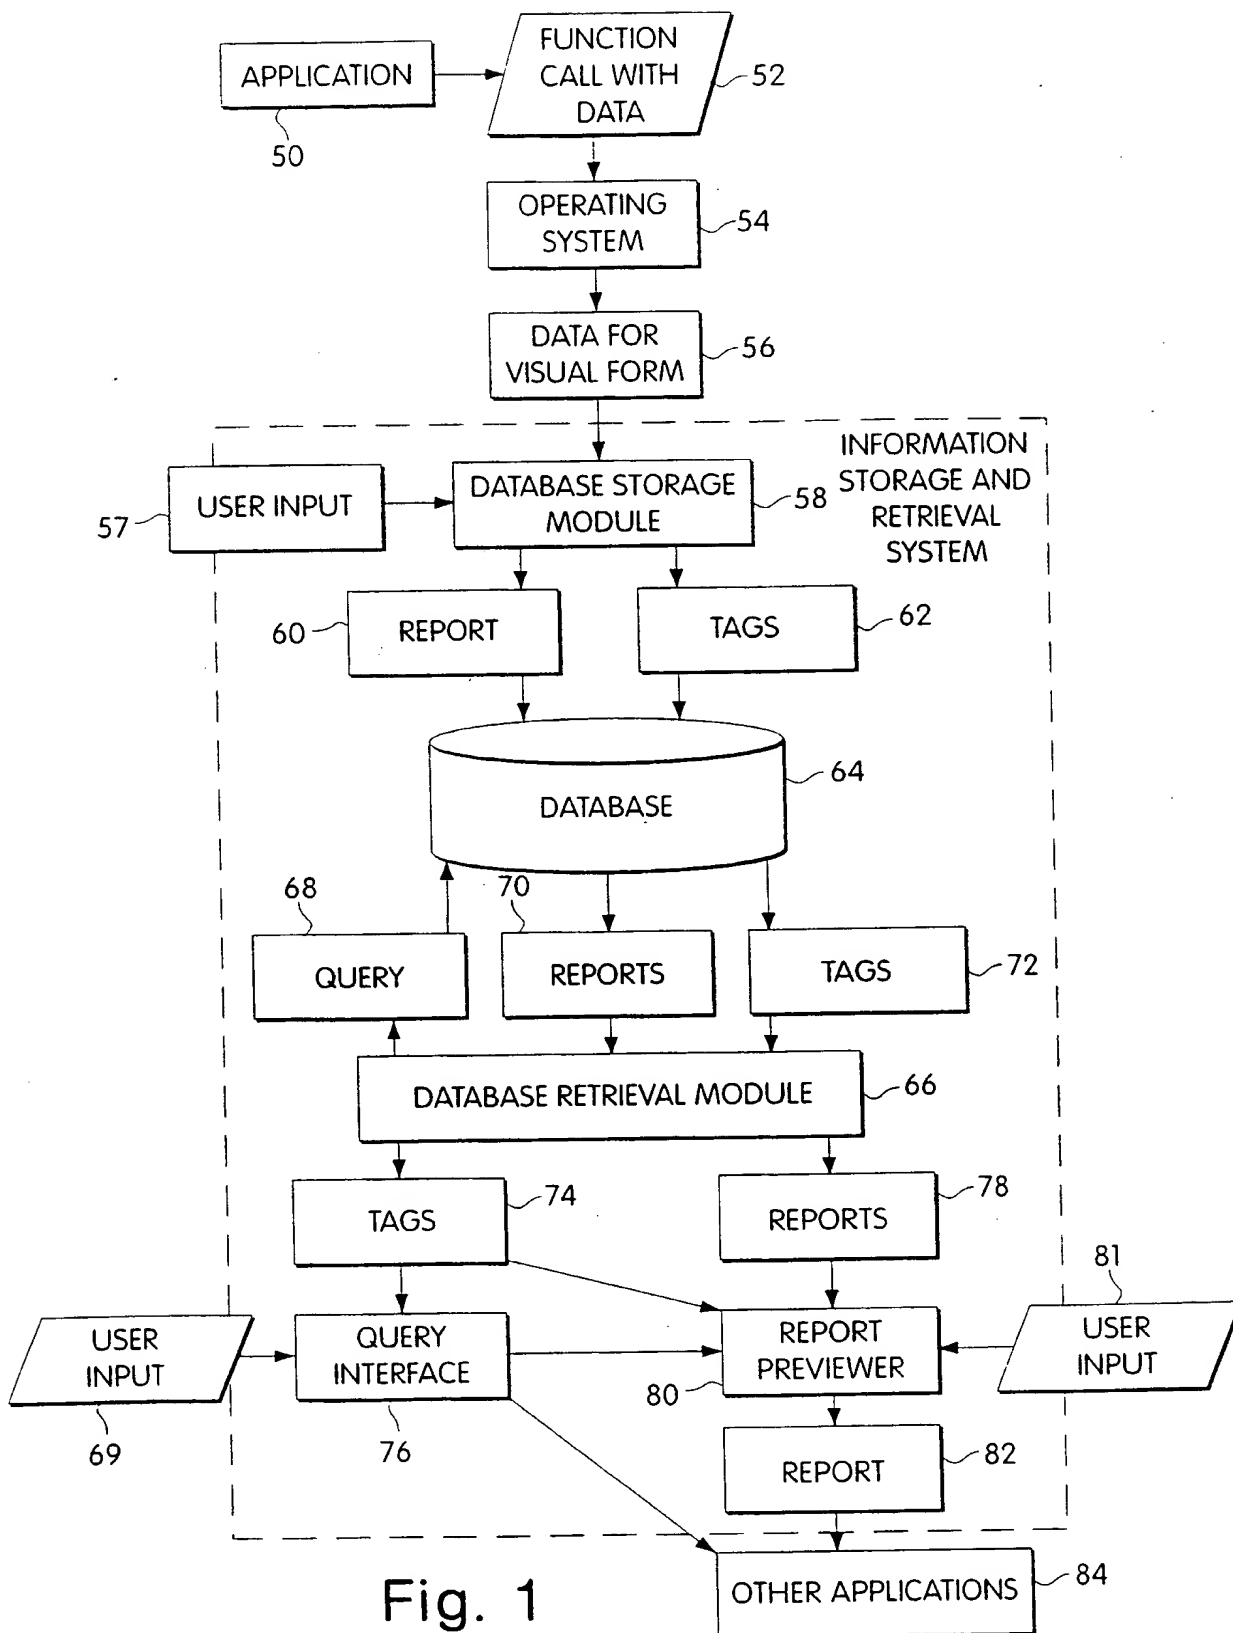 FUNCTION
CALL WITH
DATA
52
APPLICATION
50
OPERATING
SYSTEM
54
DATA FOR
VISUAL FORM
56
INFORMATION
STORAGE AND
RETRIEVAL
SYSTEM
USER INPUT
57
DATABASE STORAGE
MODULE
58
60
REPORT
TAGS
62
DATABASE
64
68
70
QUERY
REPORTS
TAGS
72
DATABASE RETRIEVAL MODULE
66
TAGS
74
REPORTS
78
81
USER
INPUT
69
QUERY
INTERFACE
76
REPORT
PREVIEWER
80
USER
INPUT
REPORT
82
OTHER APPLICATIONS
84
Fig. 1